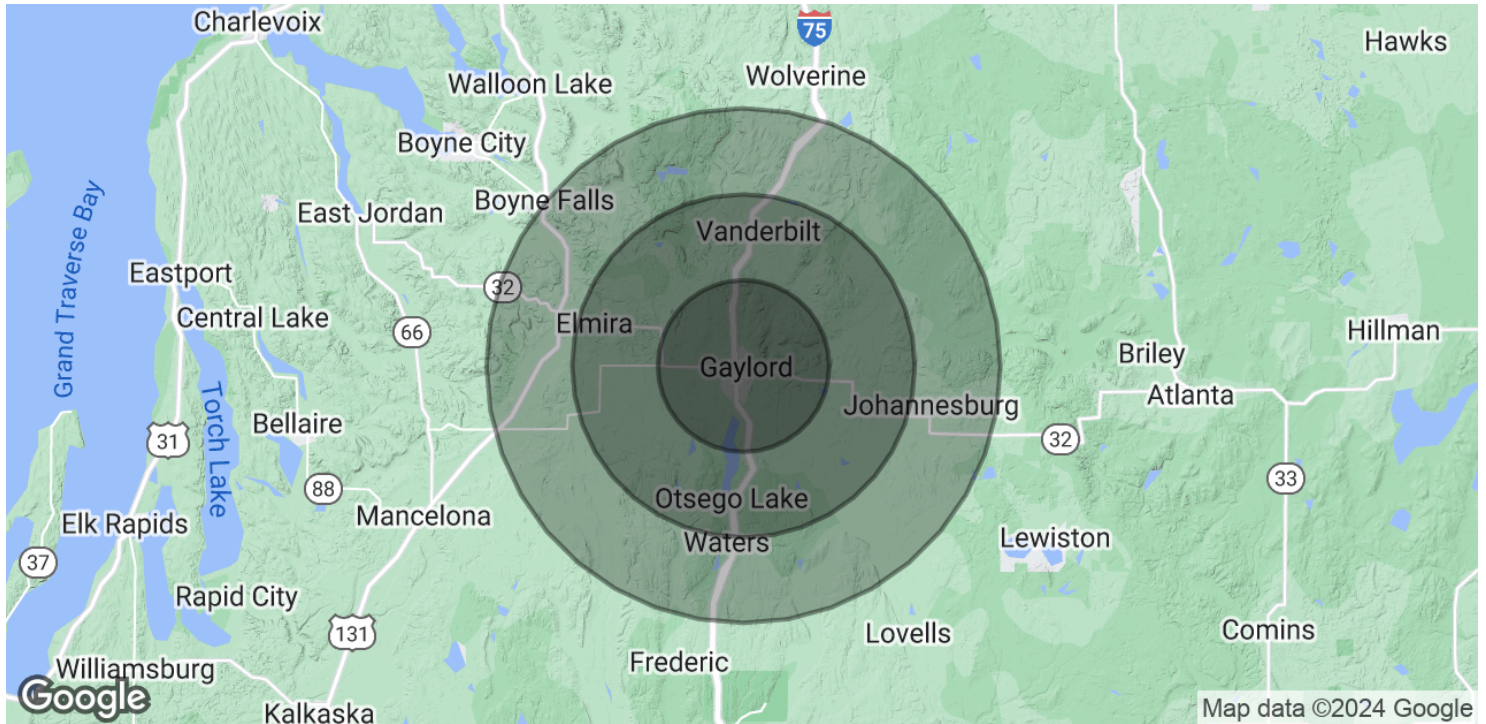 Charlevoix
75
Hawks
Walloon Lake
Wolverine
Boyne City
Boyne Falls
East Jordan
Vanderbilt
Grand Traverse Bay
Eastport
32
Central Lake
66
Elmira
Hillman
Briley
Gaylord
Atlanta
Torch Lake
Bellaire
Johannesburg
31
32
88
33
Otsego Lake
Mancelona
Elk Rapids
Waters
Lewiston
37
Rapid City
131
Lovells
Comins
Frederic
Williamsburg
Google
Kalkaska
Map data ©2024 Google